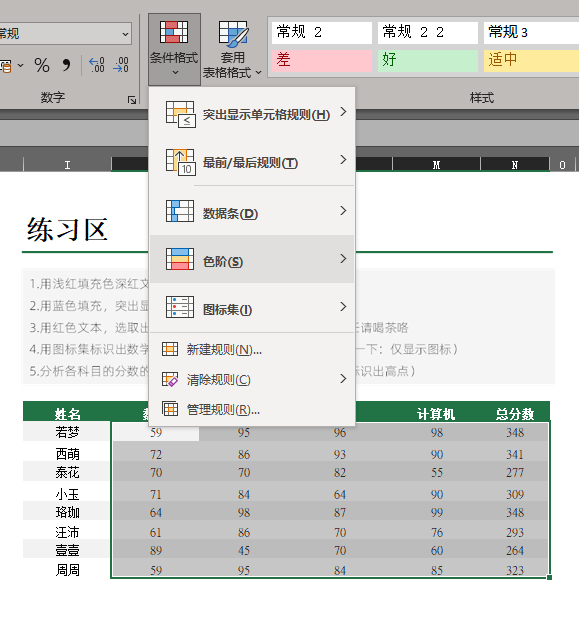 常规
常规 2
常规 2 2
常规 3
条件格式
套用
表格格式
差
好
适中
% , .00 .00
数字
样式
突出显示单元格规则(H)
最前/最后规则(T)
数据条(D)
色阶(S)
图标集(I)
新建规则(N)...
清除规则(C)
管理规则(R)...
I M N O
练习区
1.用浅红填充色深红文
2.用蓝色填充，突出显
3.用红色文本，选取出 请喝茶咯
4.用图标集标识出数学 一下：仅显示图标）
5.分析各科目的分数的 标识出高点）
姓名 计算机 总分数
若梦 59 95 96 98 348
西萌 72 86 93 90 341
泰花 70 70 82 55 277
小玉 71 84 64 90 309
珞珈 64 98 87 99 348
汪沛 61 86 70 76 293
壹壹 89 45 70 60 264
周周 59 95 84 85 323